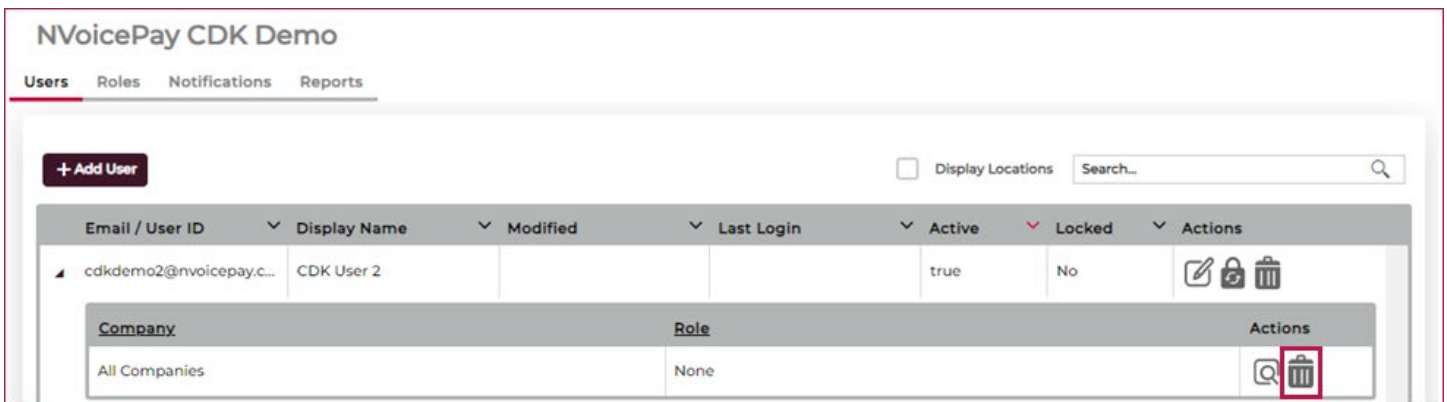 NVoicePay CDK Demo
Users Roles Notifications Reports
+ Add User Display Locations Search...
Email / User ID Display Name Modified Last Login Active Locked Actions
cdkdemo2@nvoicepay.c... CDK User 2 true No
Company Role Actions
All Companies None